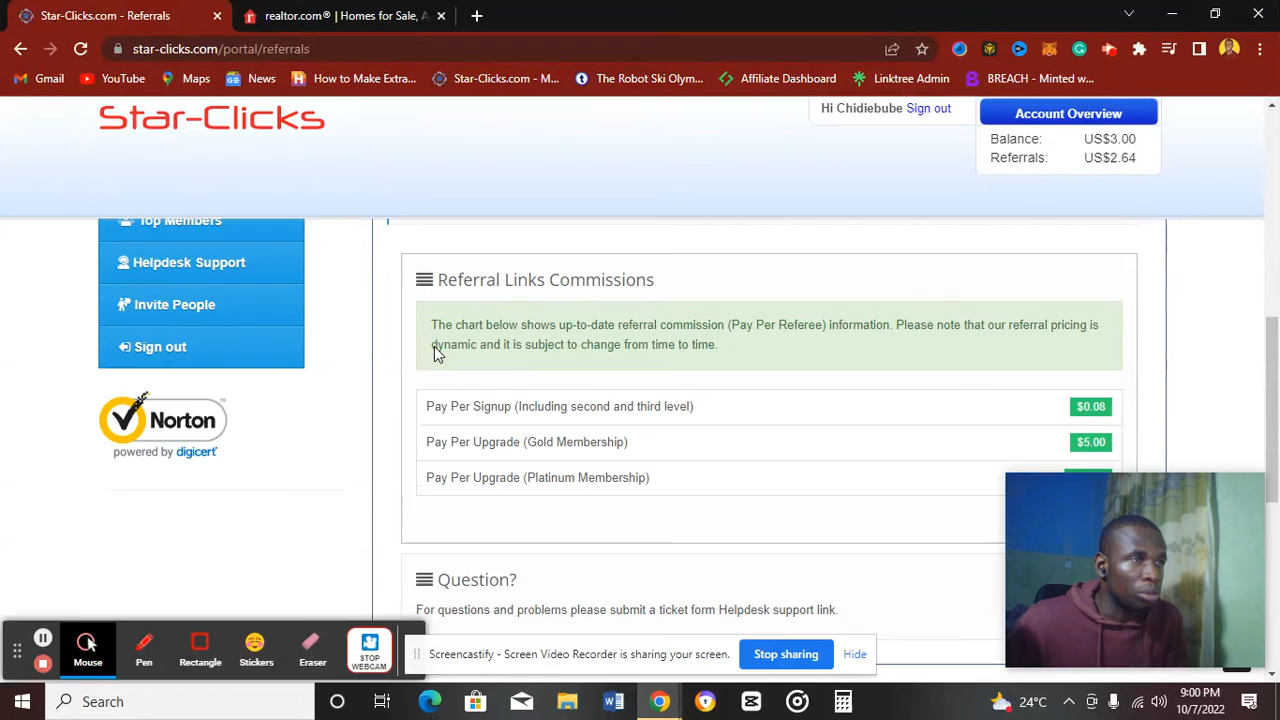 Star-Clicks.com - Referrals
realtor.com® | Homes for Sale, A
star-clicks.com/portal/referrals
Gmail
YouTube
Maps
News
How to Make Extra...
Star-Clicks.com - M...
The Robot Ski Olym...
Affiliate Dashboard
Linktree Admin
BREACH - Minted w...
Star-Clicks
Hi Chidiebube Sign out
Account Overview
Balance: US$3.00
Referrals: US$2.64
Top Members
Helpdesk Support
Invite People
Sign out
Norton
powered by digicert
Referral Links Commissions
The chart below shows up-to-date referral commission (Pay Per Referee) information. Please note that our referral pricing is
dynamic and it is subject to change from time to time.
Pay Per Signup (Including second and third level) $0.08
Pay Per Upgrade (Gold Membership) $5.00
Pay Per Upgrade (Platinum Membership)
Question?
For questions and problems please submit a ticket form Helpdesk support link.
Mouse
Pen
Rectangle
Stickers
Eraser
STOP
WEBCAM
Screencastify - Screen Video Recorder is sharing your screen.
Stop sharing
Hide
Search
24°C
9:00 PM
10/7/2022